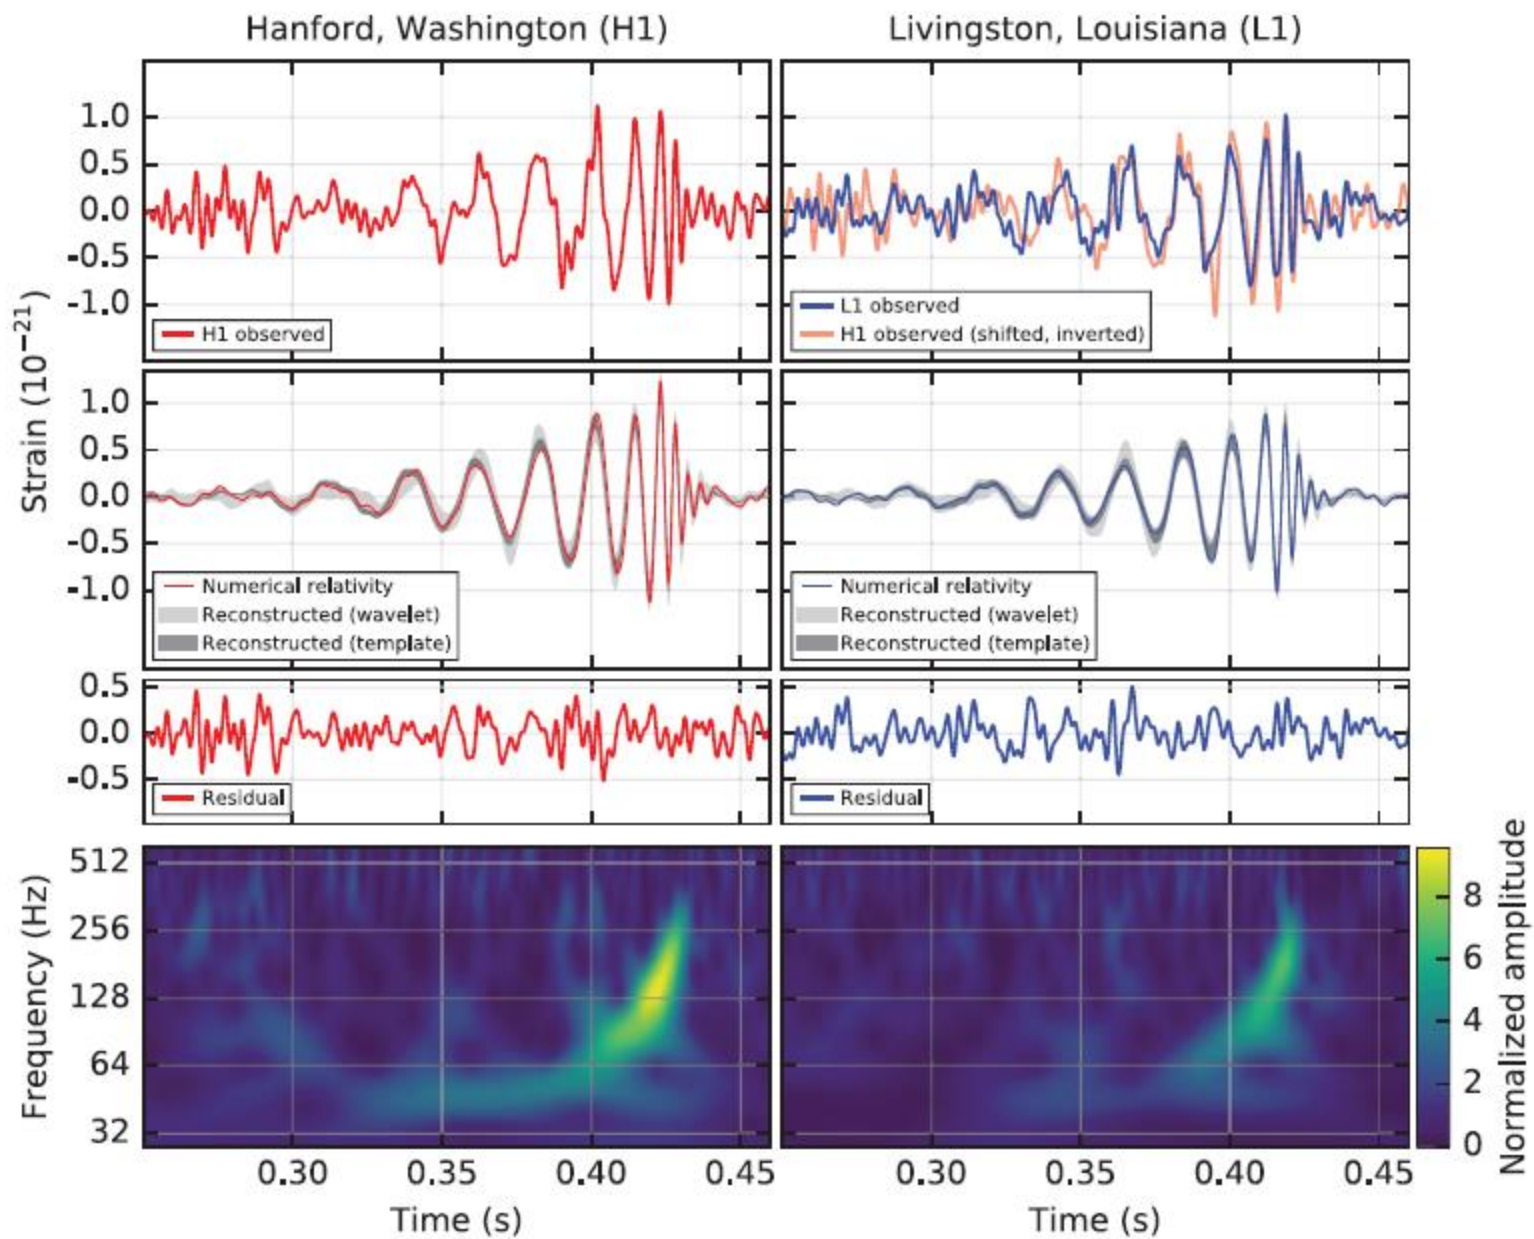 Hanford, Washington (H1)
Livingston, Louisiana (L1)
Strain (10−21)
1.0
0.5
0.0
-0.5
-1.0
H1 observed
L1 observed
H1 observed (shifted, inverted)
1.0
0.5
0.0
-0.5
-1.0
Numerical relativity
Reconstructed (wavelet)
Reconstructed (template)
Numerical relativity
Reconstructed (wavelet)
Reconstructed (template)
0.5
0.0
-0.5
Residual
Residual
Frequency (Hz)
512
256
128
64
32
Normalized amplitude
8
6
4
2
0
0.30 0.35 0.40 0.45
0.30 0.35 0.40 0.45
Time (s)
Time (s)